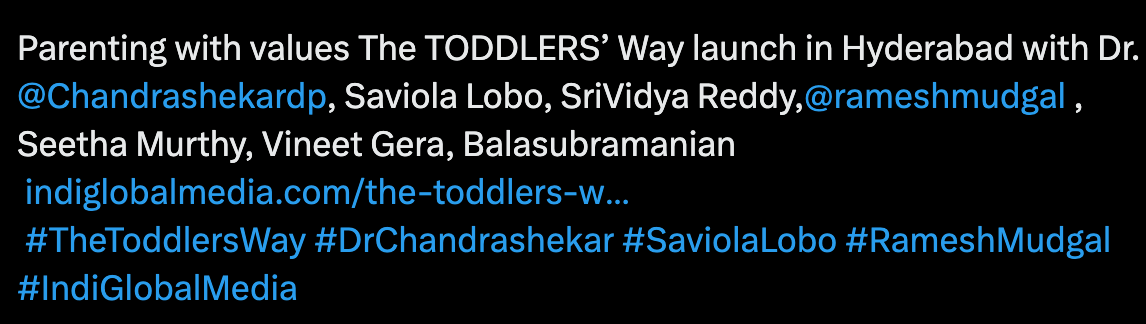 Parenting with values The TODDLERS’ Way launch in Hyderabad with Dr.
@Chandrashekardp, Saviola Lobo, SriVidya Reddy,@rameshmudgal ,
Seetha Murthy, Vineet Gera, Balasubramanian
indiglobalmedia.com/the-toddlers-w…
#TheToddlersWay #DrChandrashekar #SaviolaLobo #RameshMudgal
#IndiGlobalMedia